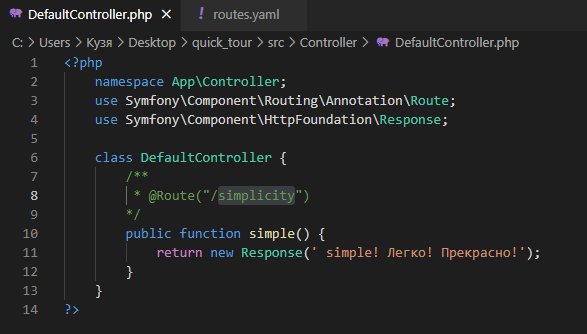 DefaultController.php × ! routes.yaml
C: > Users > Кузя > Desktop > quick_tour > src > Controller > DefaultController.php
1 <?php
2 namespace App\Controller;
3 use Symfony\Component\Routing\Annotation\Route;
4 use Symfony\Component\HttpFoundation\Response;
5
6 class DefaultController {
7 /**
8 * @Route("/simplicity")
9 */
10 public function simple() {
11 return new Response(' simple! Легко! Прекрасно!');
12 }
13 }
14 ?>